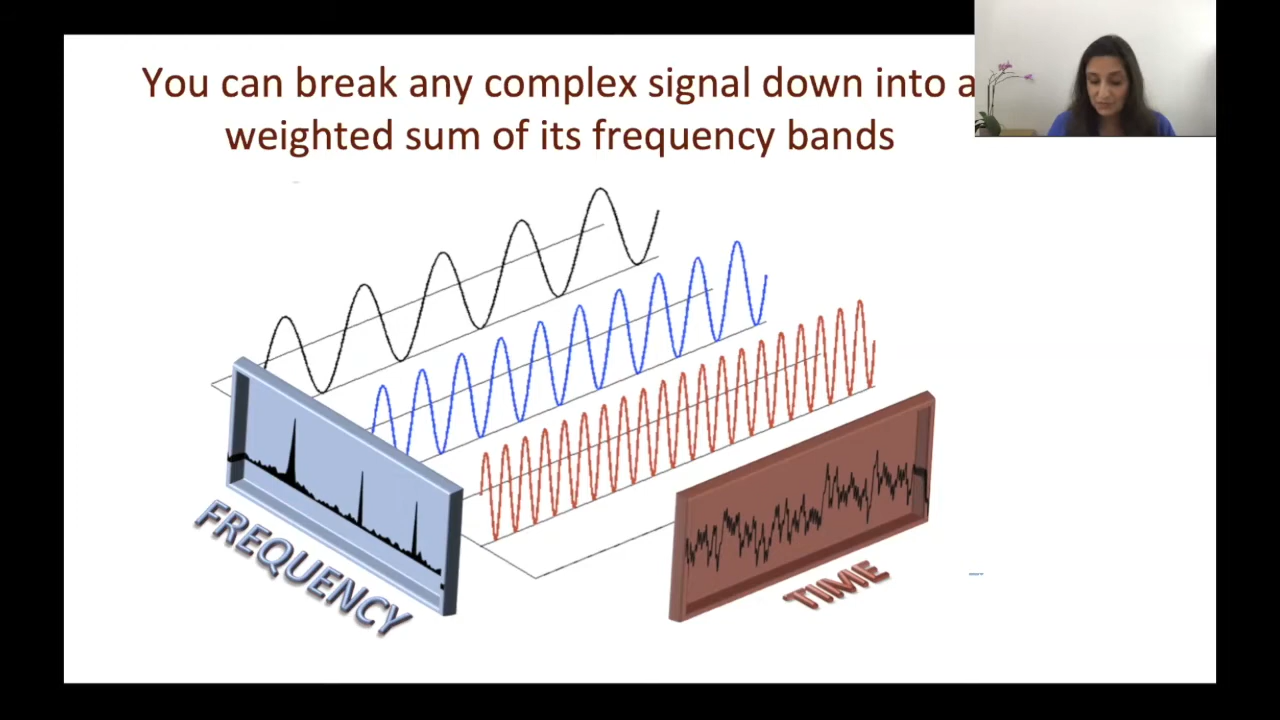 You can break any complex signal down into a
weighted sum of its frequency bands
FREQUENCY
TIME